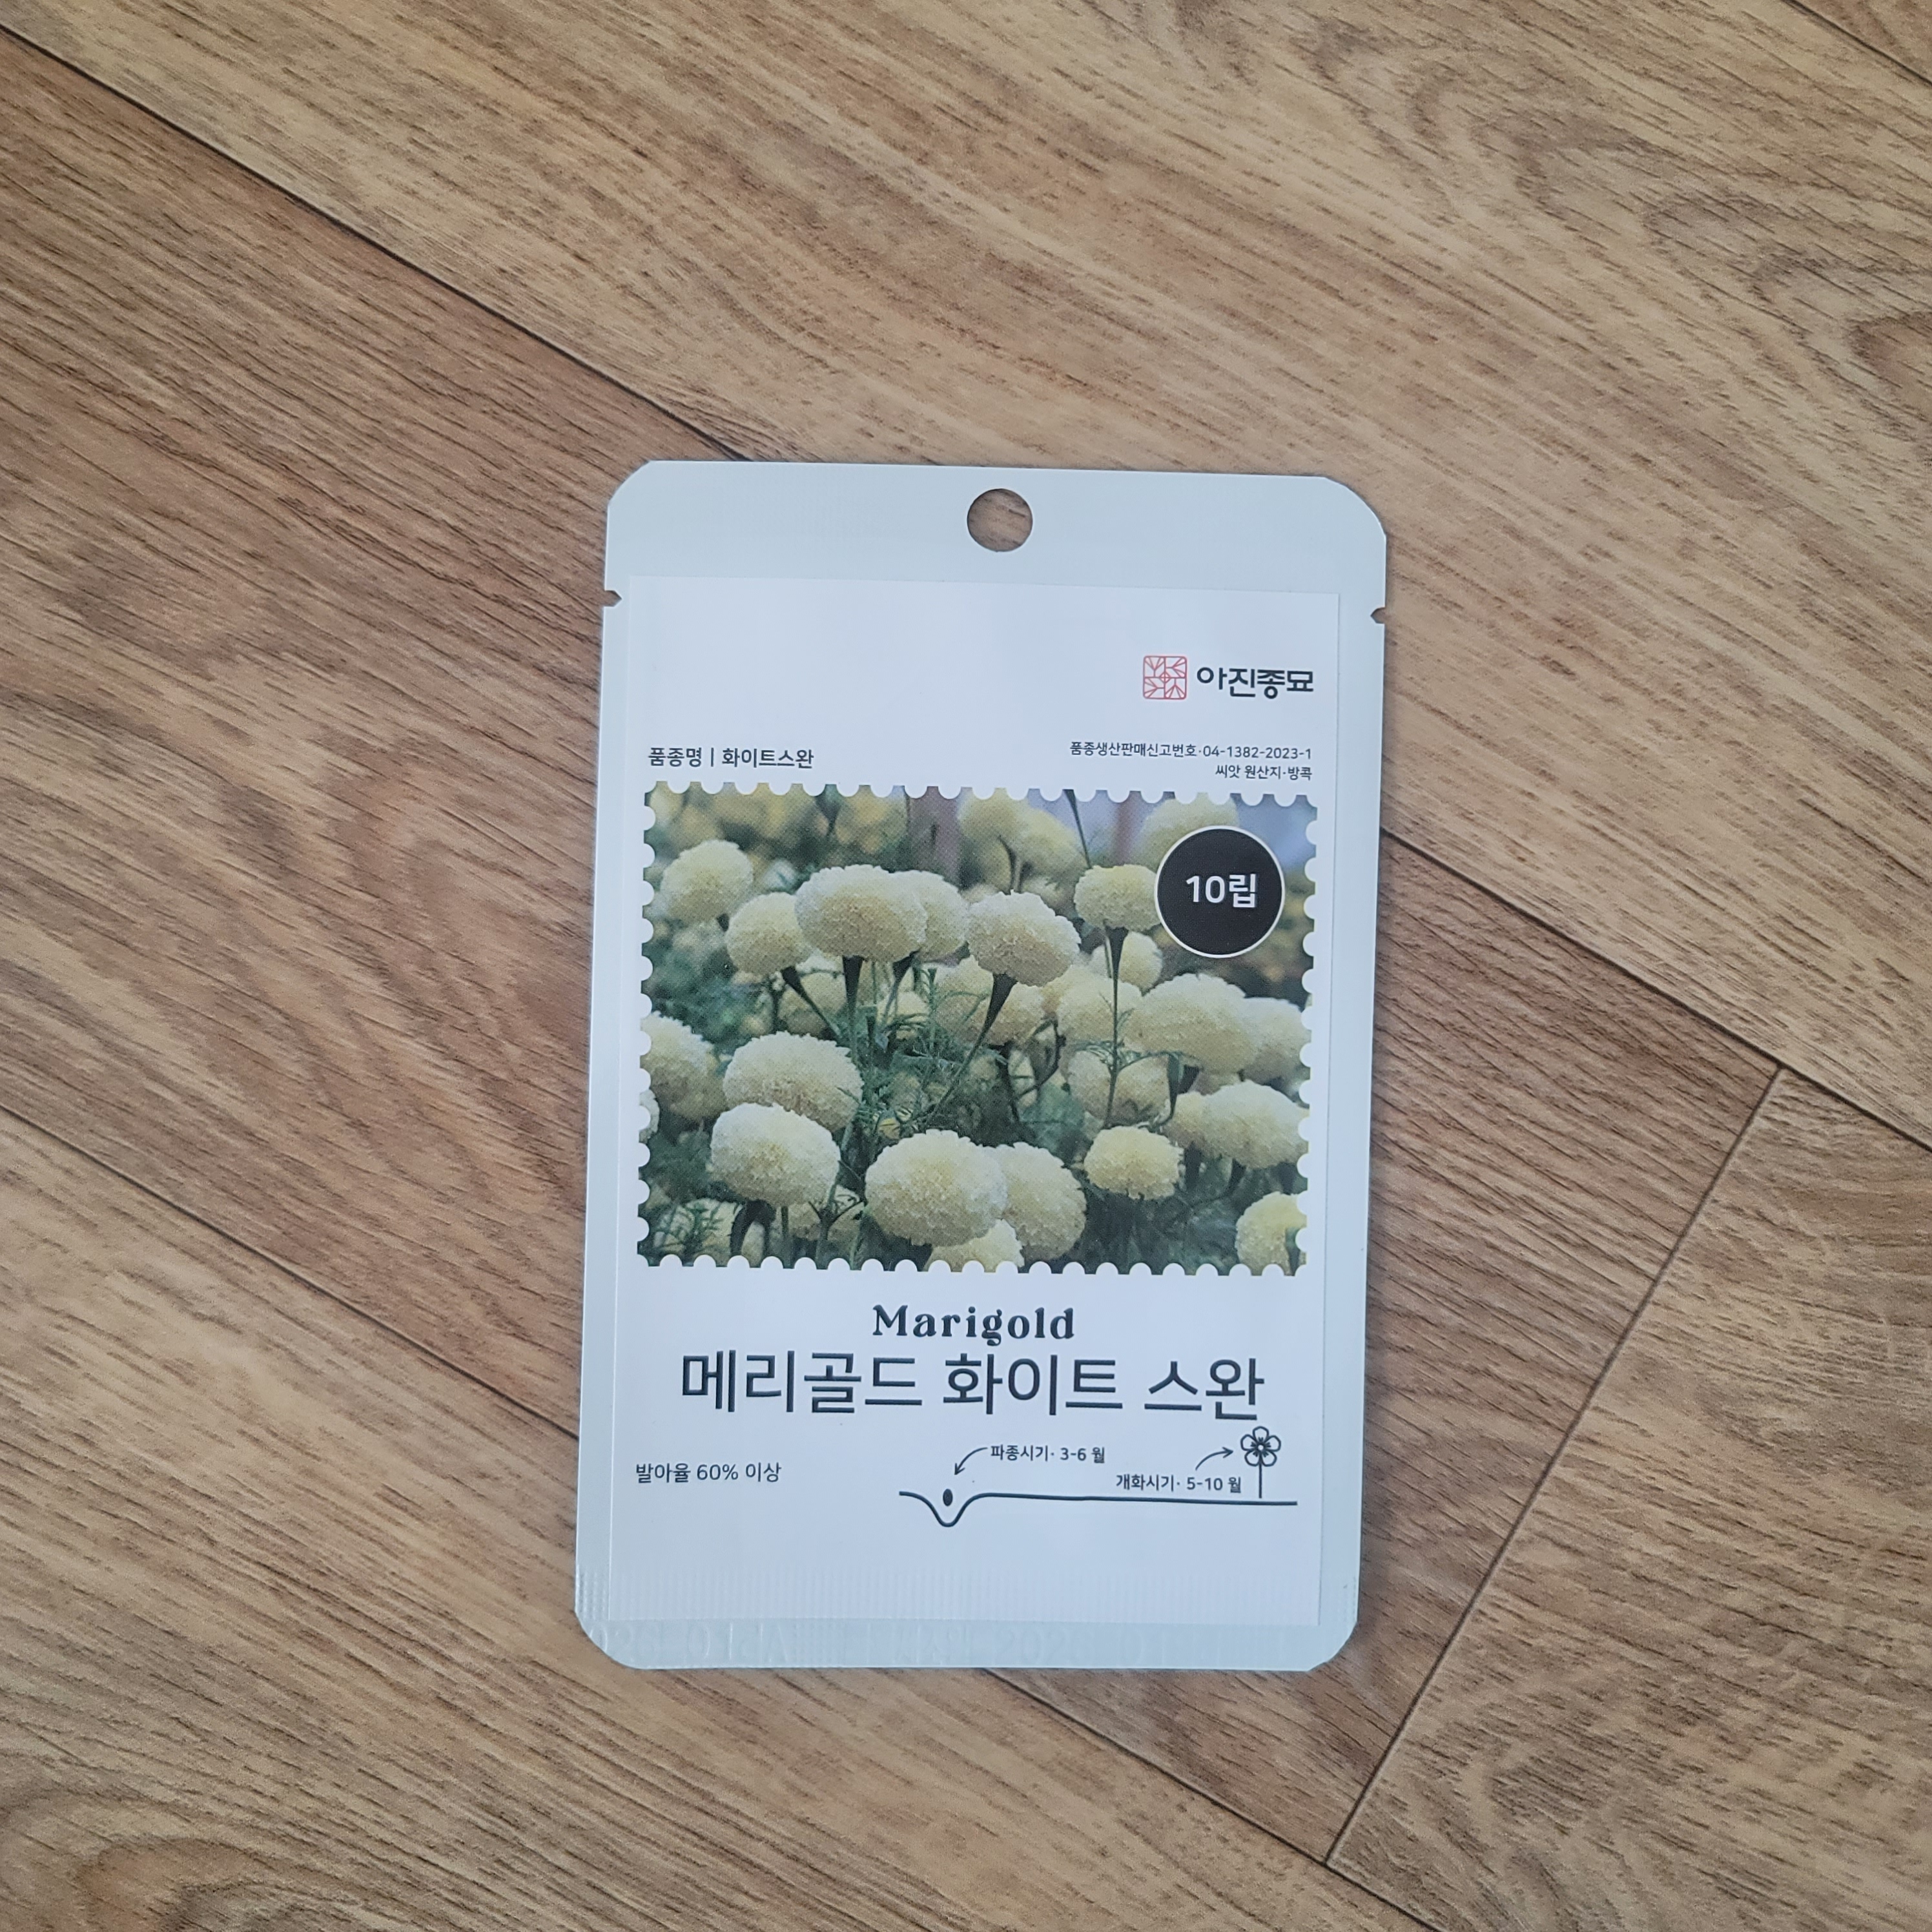 아진종묘
품종명 | 화이트스완
품종생산판매신고번호·04-1382-2023-1
씨앗 원산지·방콕
10립
Marigold
메리골드 화이트 스완
파종시기· 3-6 월
발아율 60% 이상
개화시기· 5-10 월